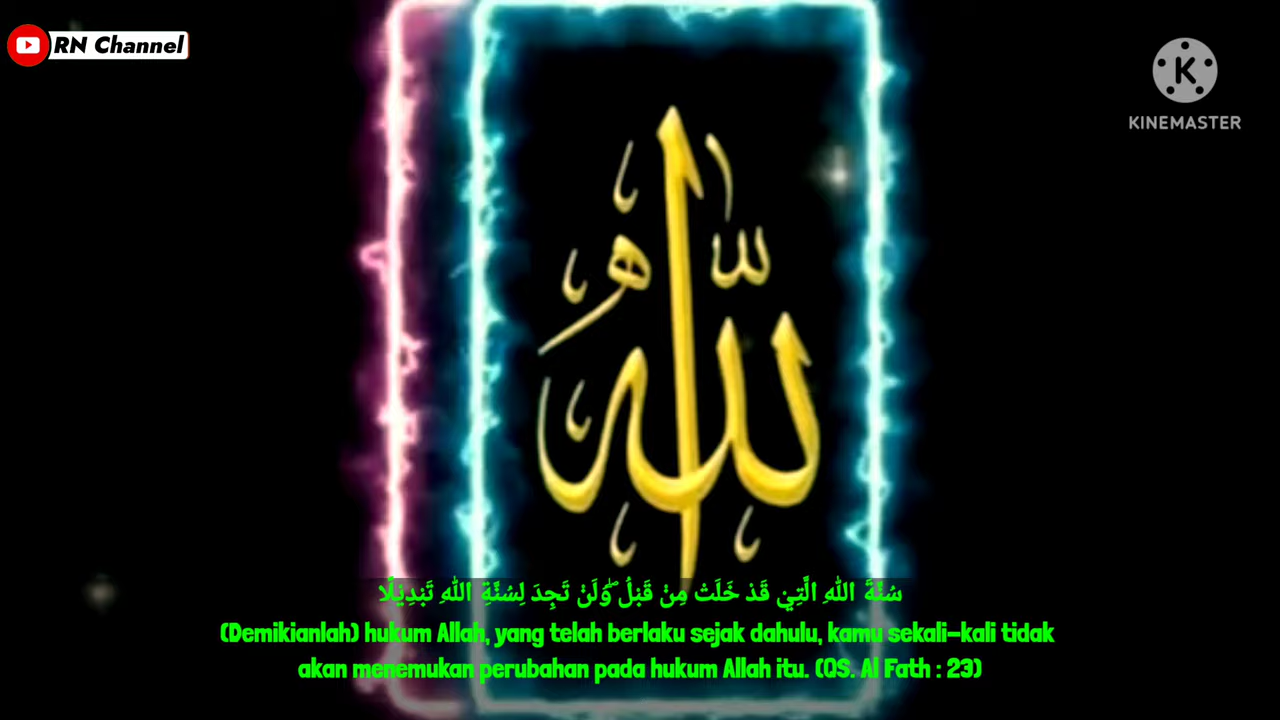 RN Channel
K
KINEMASTER
اللّٰهُ
سُنَّةَ اللّٰهِ الَّتِيْ قَدْ خَلَتْ مِنْ قَبْلُ ۖوَلَنْ تَجِدَ لِسُنَّةِ اللّٰهِ تَبْدِيْلًا
(Demikianlah) hukum Allah, yang telah berlaku sejak dahulu, kamu sekali-kali tidak
akan menemukan perubahan pada hukum Allah itu. (QS. Al Fath : 23)